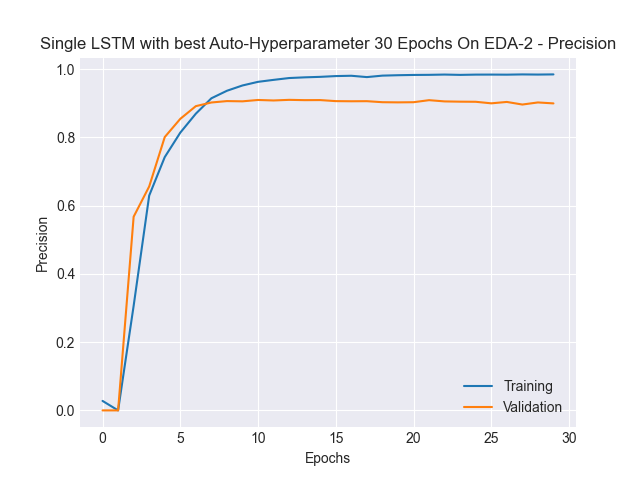 Single LSTM with best Auto-Hyperparameter 30 Epochs On EDA-2 - Precision
1.0
0.8
0.6
0.4
0.2
0.0
Precision
0 5 10 15 20 25 30
Epochs
Training
Validation